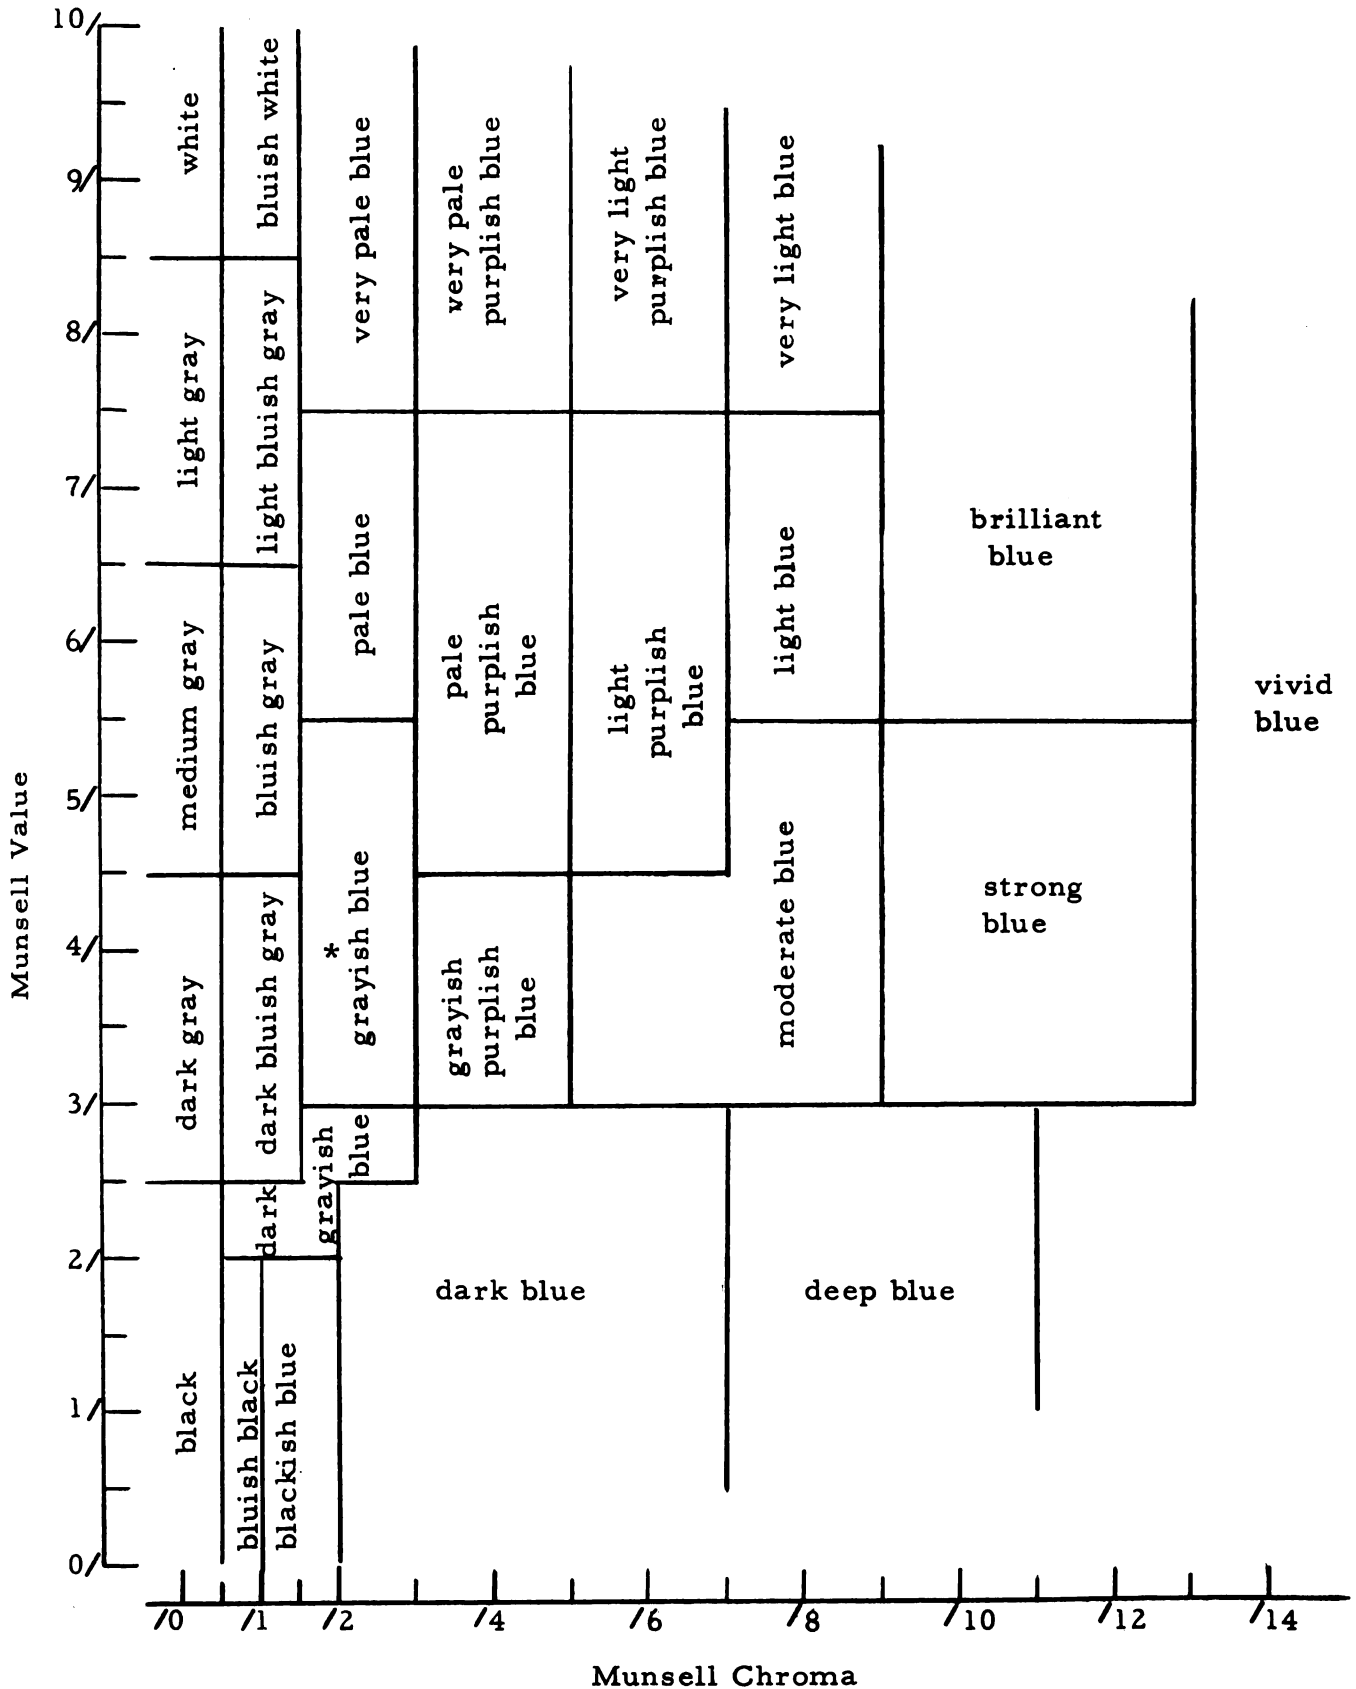 10/
9/
8/
7/
6/
5/
4/
3/
2/
1/
0/
Munsell Value
white
bluish white
very pale blue
very pale
purplish blue
very light
purplish blue
very light blue
light gray
light bluish gray
pale blue
pale
purplish
blue
light
purplish
blue
light blue
brilliant
blue
vivid
blue
medium gray
bluish gray
*
grayish blue
grayish
purplish
blue
moderate blue
strong
blue
dark gray
dark bluish gray
dark grayish
blue
dark blue
deep blue
black
bluish black
blackish blue
/0 /1 /2 /4 /6 /8 /10 /12 /14
Munsell Chroma